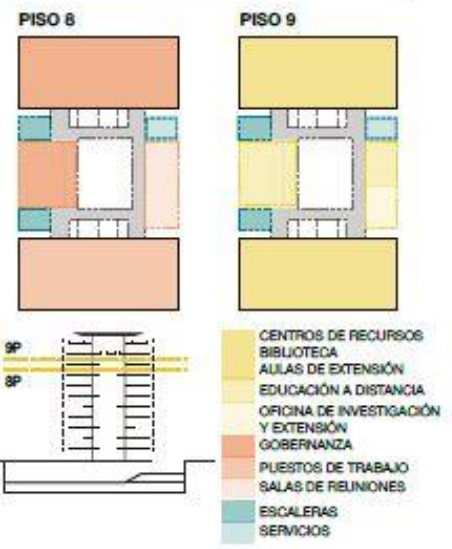 PISO 8
PISO 9
9P
8P
CENTROS DE RECURSOS
BIBLIOTECA
AULAS DE EXTENSIÓN
EDUCACIÓN A DISTANCIA
OFICINA DE INVESTIGACIÓN
Y EXTENSIÓN
GOBERNANZA
PUESTOS DE TRABAJO
SALAS DE REUNIONES
ESCALERAS
SERVICIOS